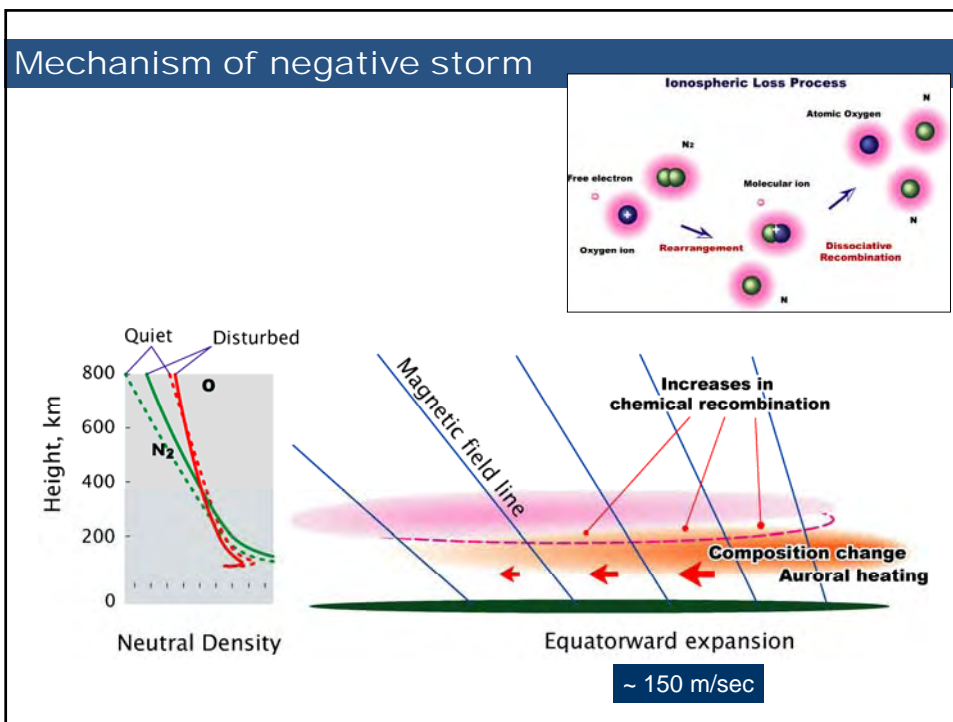 Mechanism of negative storm
Ionospheric Loss Process
N
Atomic Oxygen
N2
Free electron
Molecular ion
N
Oxygen ion
Rearrangement
Dissociative
Recombination
N
Quiet
Disturbed
800
O
600
N2
400
200
0
Height, km
Neutral Density
Magnetic field line
Increases in
chemical recombination
Composition change
Auroral heating
Equatorward expansion
~ 150 m/sec